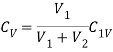 C_V = \frac{V_1}{V_1 + V_2} C_{1V}